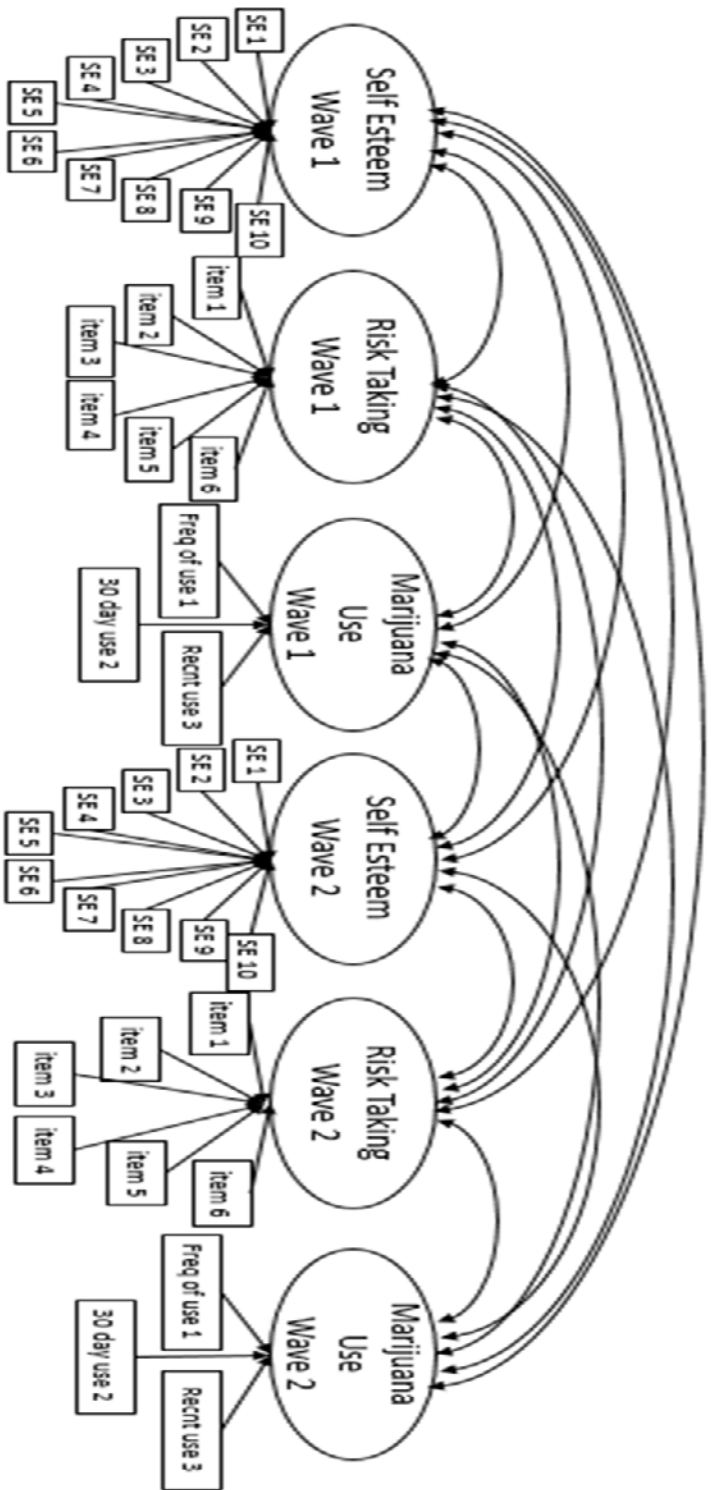 Self Esteem
Wave 1
Risk Taking
Wave 1
Marijuana
Use
Wave 1
Self Esteem
Wave 2
Risk Taking
Wave 2
Marijuana
Use
Wave 2
SE 1
SE 2
SE 3
SE 4
SE 5
SE 6
SE 7
SE 8
SE 9
SE 10
item 1
item 2
item 3
item 4
item 5
item 6
Freq of use 1
30 day use 2
Recnt use 3
SE 1
SE 2
SE 3
SE 4
SE 5
SE 6
SE 7
SE 8
SE 9
SE 10
item 1
item 2
item 3
item 4
item 5
item 6
Freq of use 1
30 day use 2
Recnt use 3